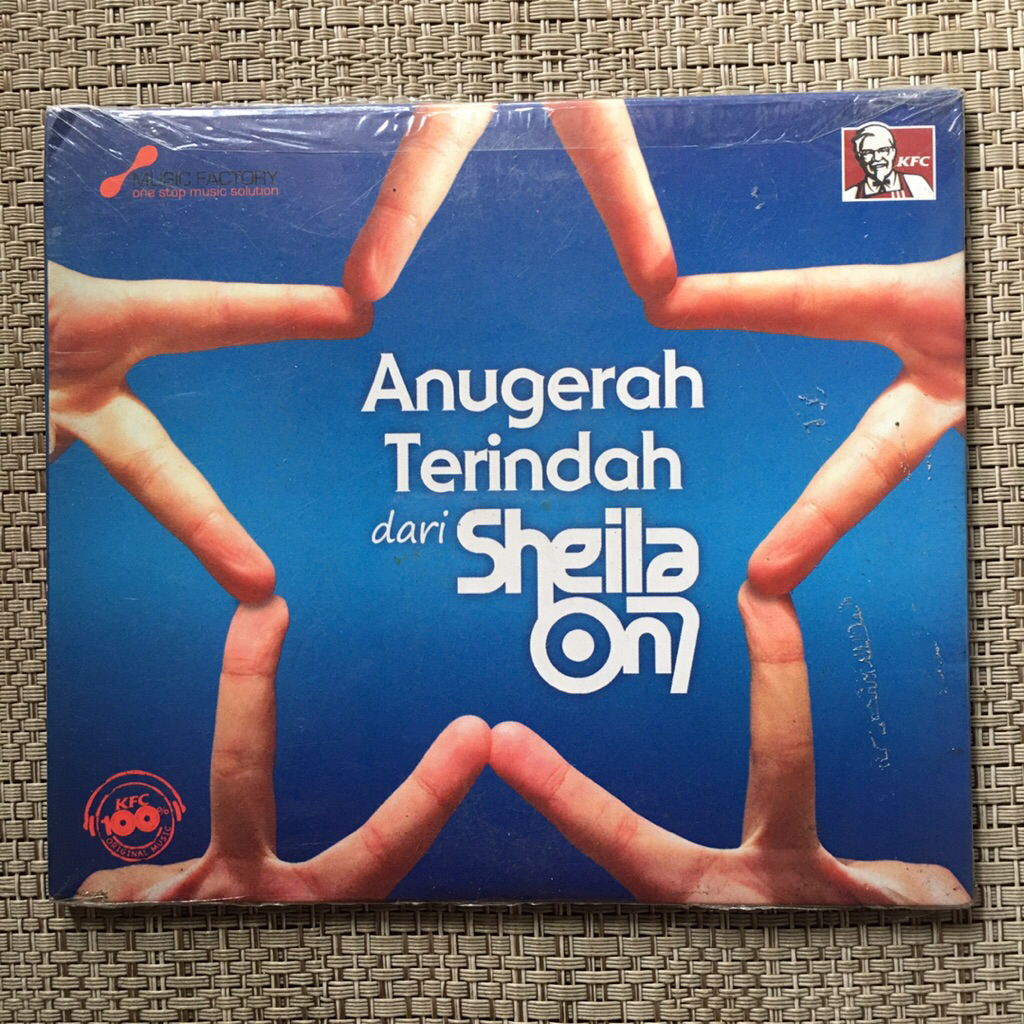 MUSIC FACTORY
one stop music solution
KFC
Anugerah
Terindah
dari Sheila
On7
KFC
100%
ORIGINAL MUSIC